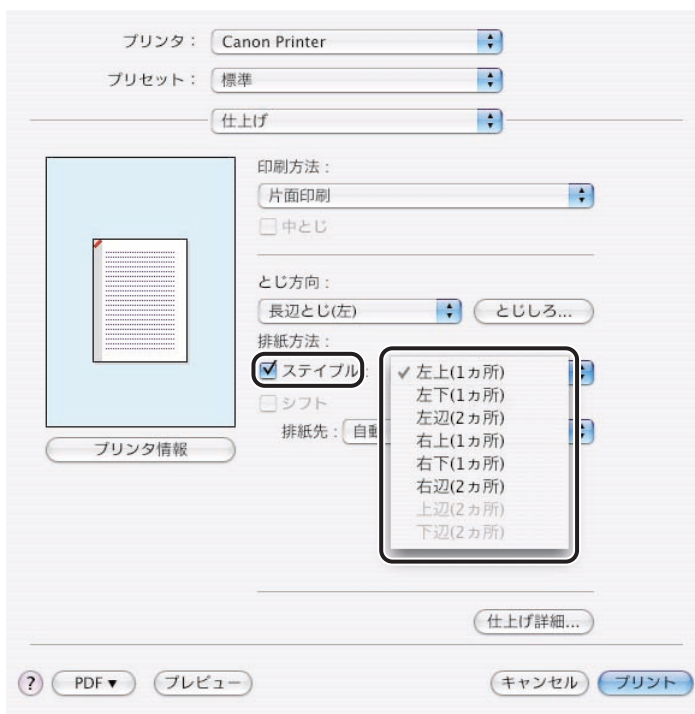 プリンタ： Canon Printer
プリセット： 標準
仕上げ
印刷方法：
片面印刷
中とじ
とじ方向：
長辺とじ(左)
とじしろ...
排紙方法：
ステイプル：
左上(1ヵ所)
左下(1ヵ所)
左辺(2ヵ所)
右上(1ヵ所)
右下(1ヵ所)
右辺(2ヵ所)
上辺(2ヵ所)
下辺(2ヵ所)
シフト
排紙先： 自動
プリンタ情報
仕上げ詳細...
? PDF▼ プレビュー キャンセル プリント